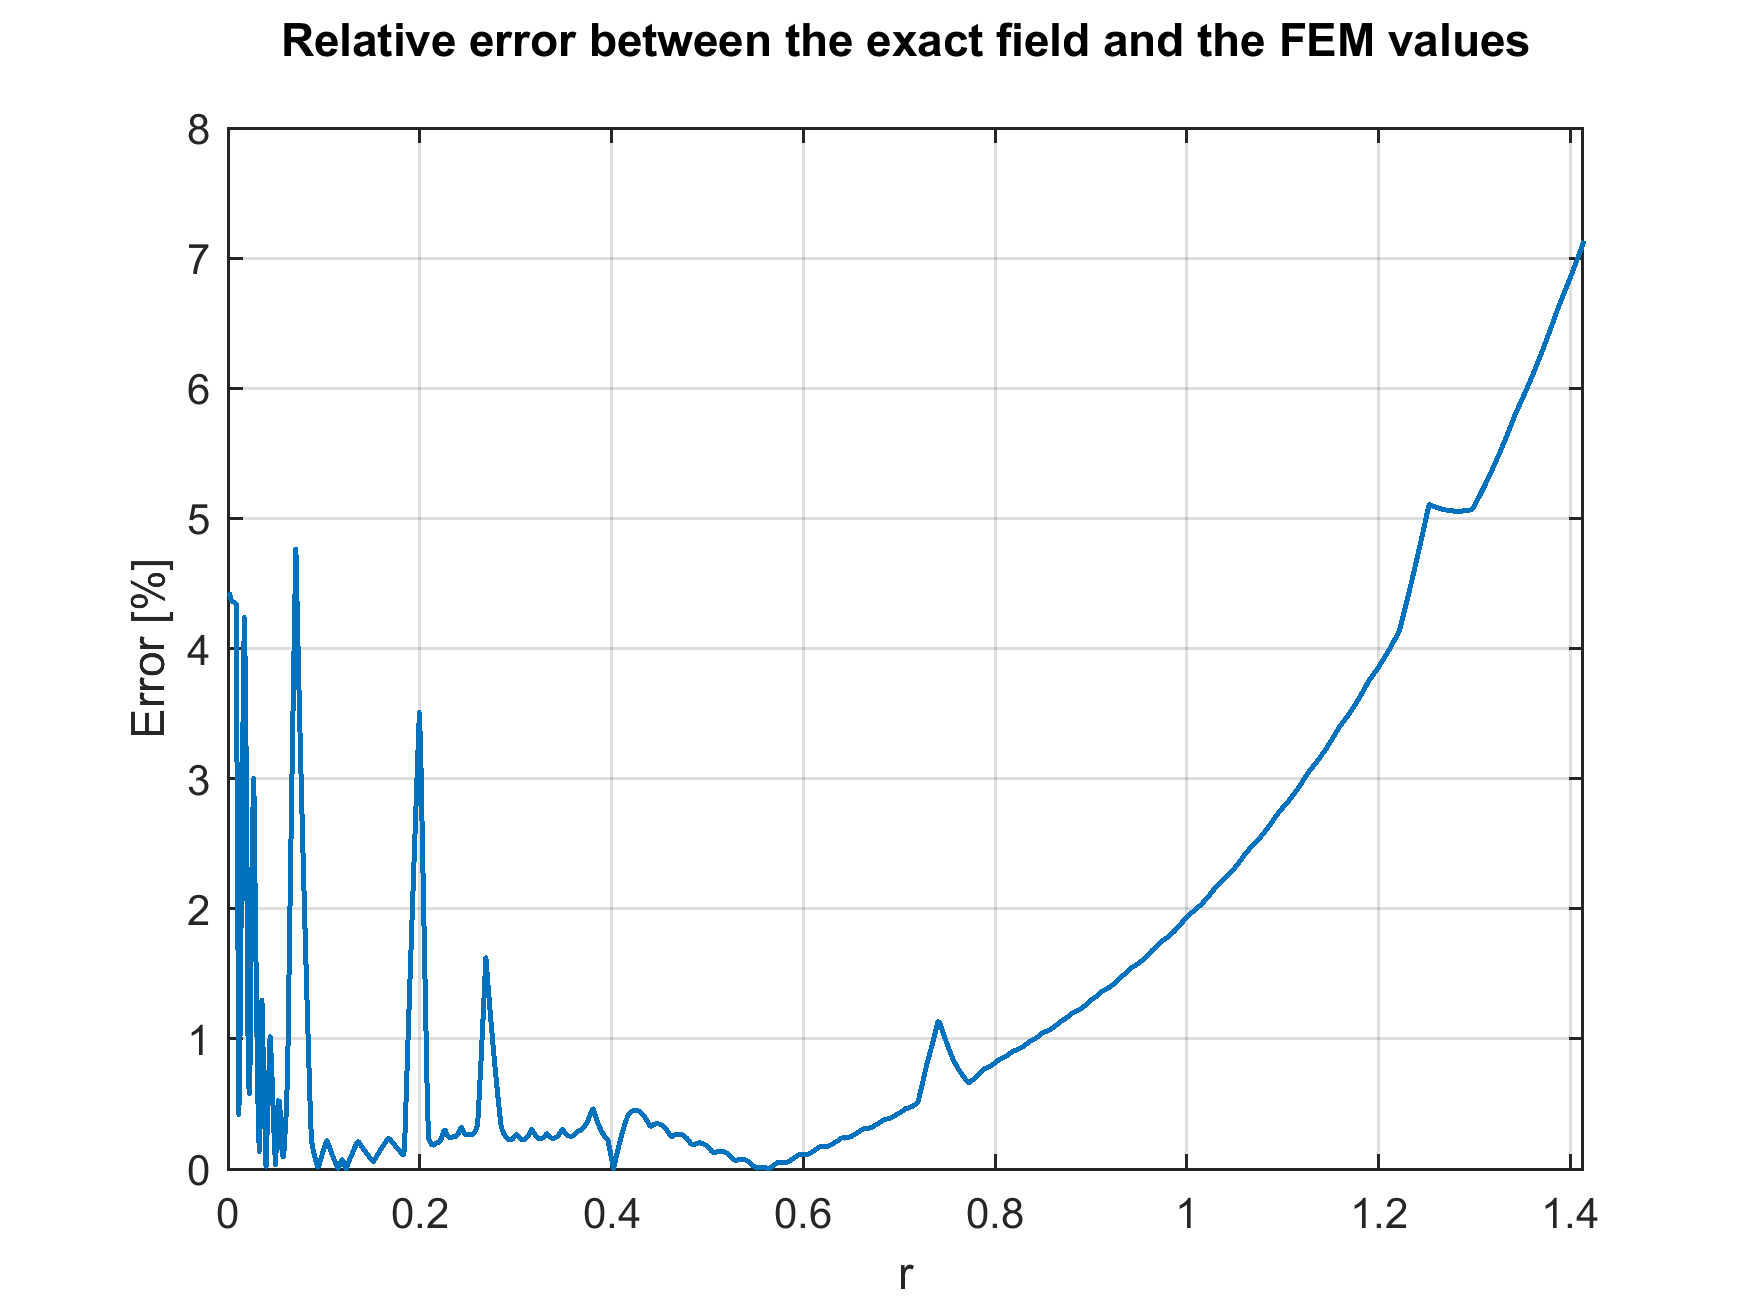 Relative error between the exact field and the FEM values
8
7
6
5
4
3
2
1
0
Error [%]
0 0.2 0.4 0.6 0.8 1 1.2 1.4
r